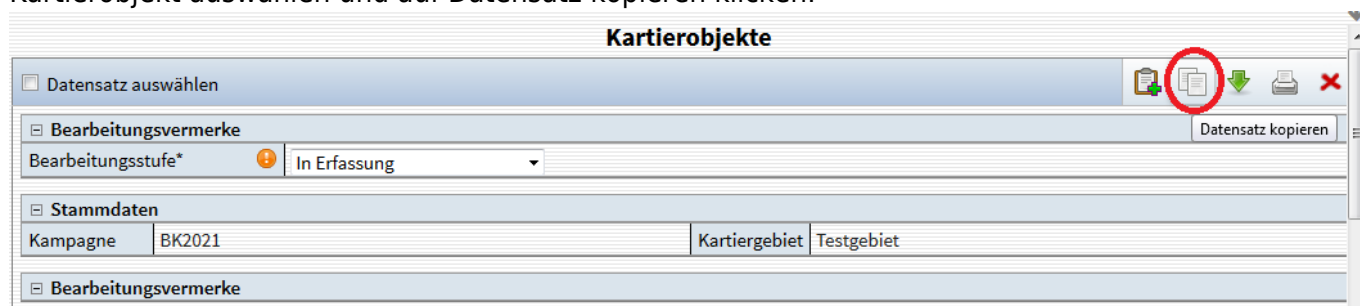 Kartierobjekt auswählen und auf Datensatz kopieren klicken.
Kartierobjekte
Datensatz auswählen
Bearbeitungsvermerke
Datensatz kopieren
Bearbeitungsstufe* In Erfassung
Stammdaten
Kampagne BK2021 Kartiergebiet Testgebiet
Bearbeitungsvermerke